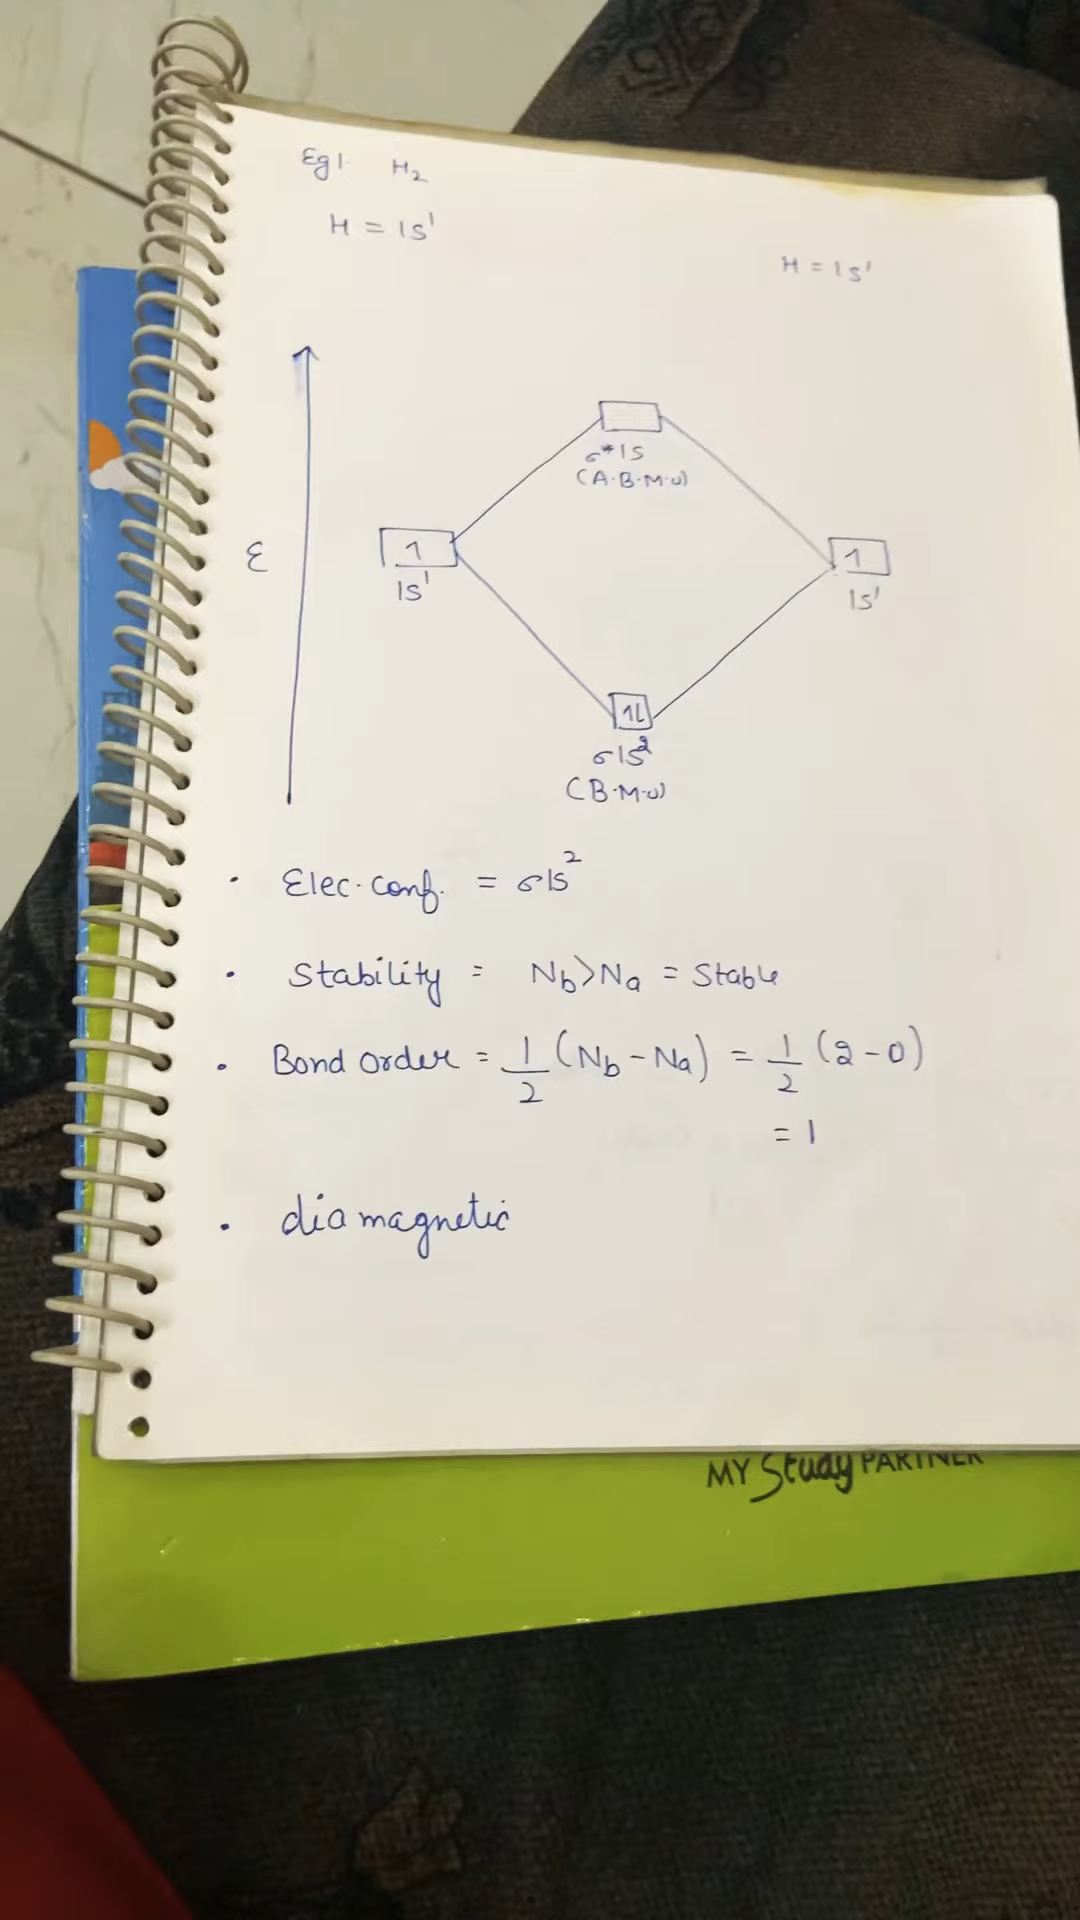 Eg1. H₂
H = 1s¹
H = 1s¹
σ*1s
(A.B.M.O)
E
1
1s¹
1
1s¹
1L
σ1s²
(B.M.O)
• Elec. conf. = σ1s²
• Stability = Nb>Na = Stable
• Bond order = 1/2 (Nb - Na) = 1/2 (2-0)
= 1
• diamagnetic
MY Study PARTNER